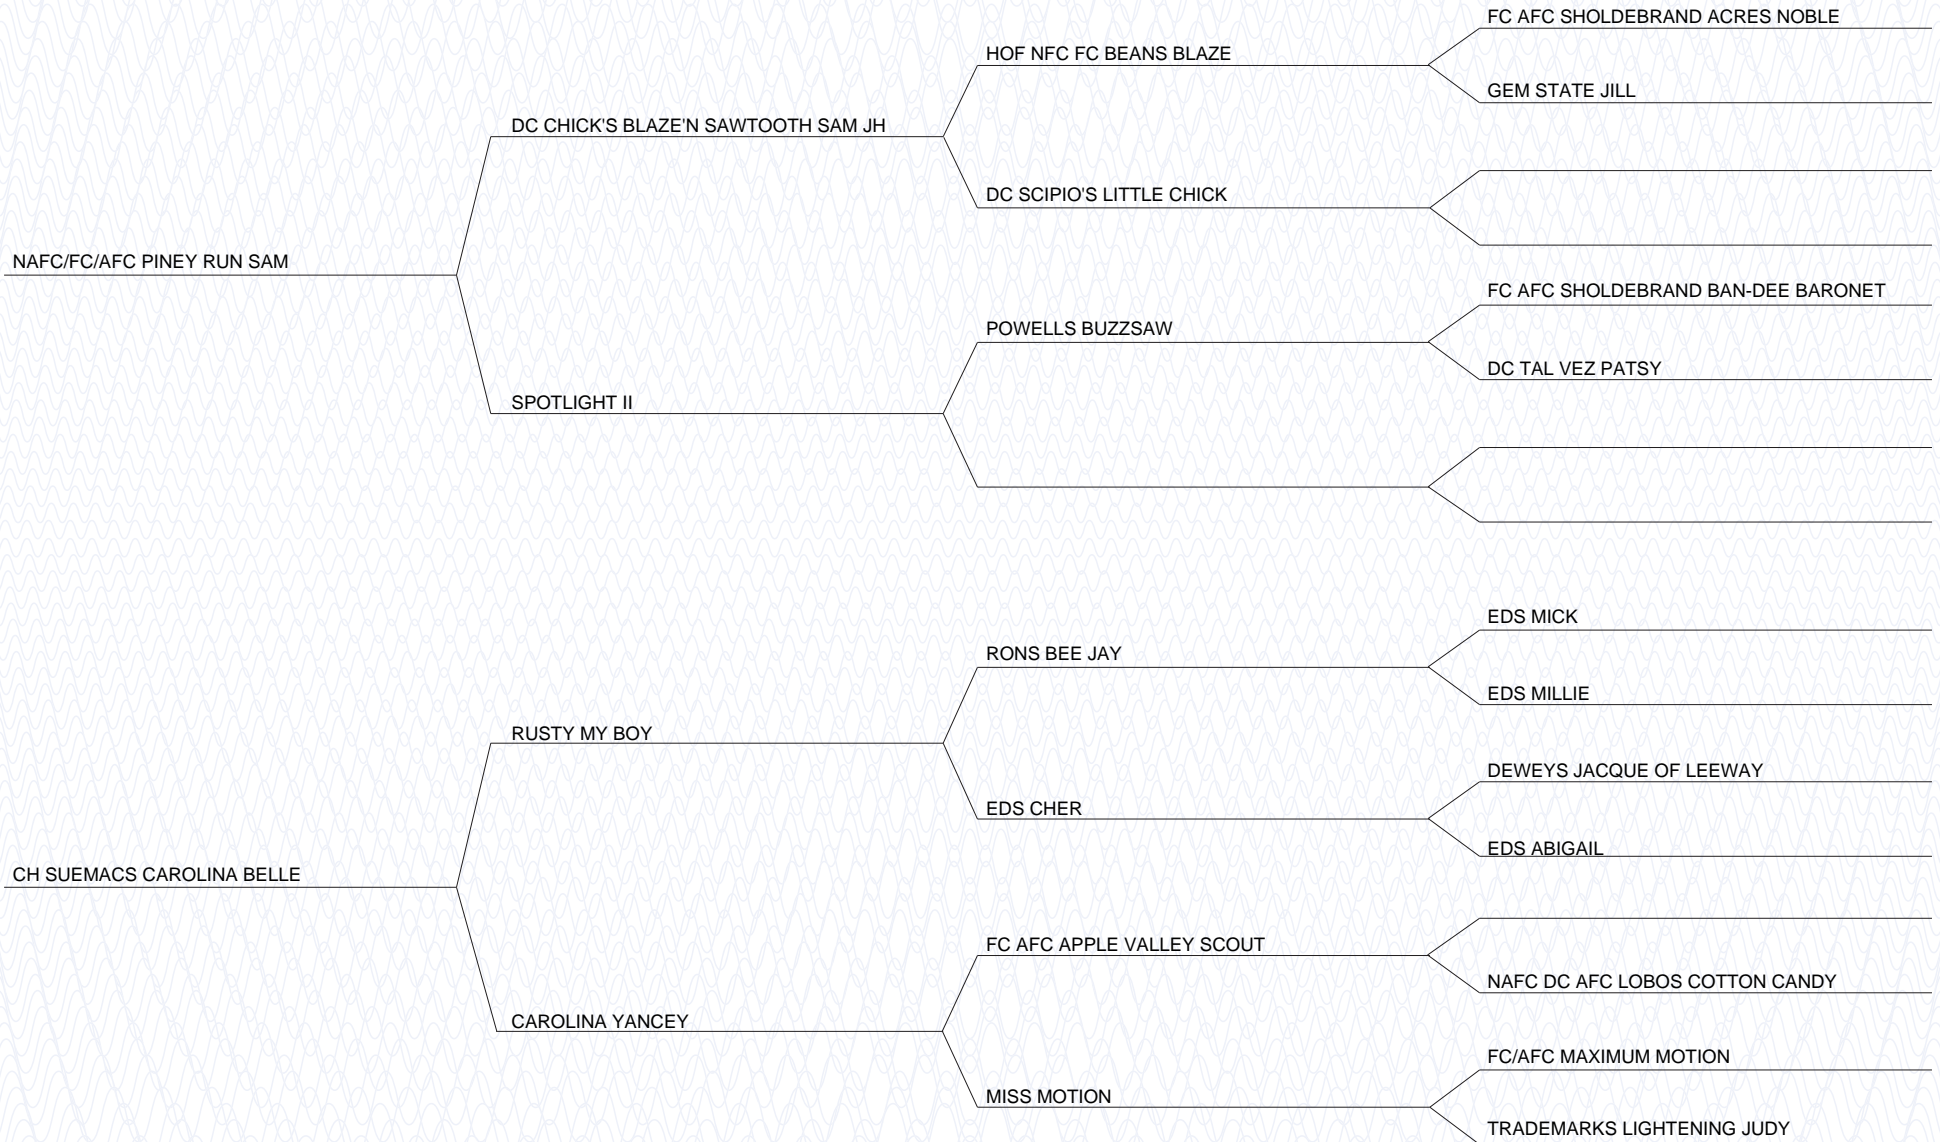 FC AFC SHOLDEBRAND ACRES NOBLE
HOF NFC FC BEANS BLAZE
GEM STATE JILL
DC CHICK'S BLAZE'N SAWTOOTH SAM JH
DC SCIPIO'S LITTLE CHICK
NAFC/FC/AFC PINEY RUN SAM
FC AFC SHOLDEBRAND BAN-DEE BARONET
POWELLS BUZZSAW
DC TAL VEZ PATSY
SPOTLIGHT II
EDS MICK
RONS BEE JAY
EDS MILLIE
RUSTY MY BOY
DEWEYS JACQUE OF LEEWAY
EDS CHER
EDS ABIGAIL
CH SUEMACS CAROLINA BELLE
FC AFC APPLE VALLEY SCOUT
NAFC DC AFC LOBOS COTTON CANDY
CAROLINA YANCEY
FC/AFC MAXIMUM MOTION
MISS MOTION
TRADEMARKS LIGHTENING JUDY